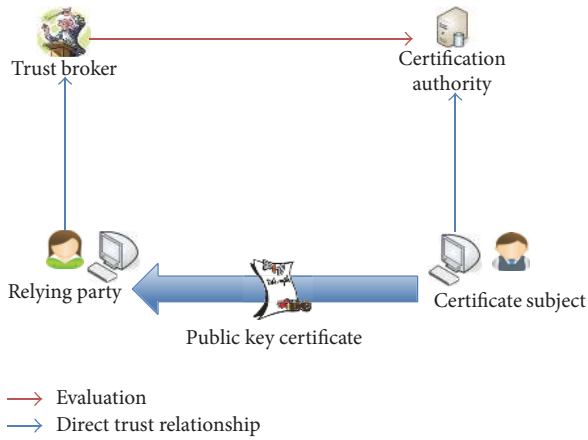 Trust broker
Certification
authority
Relying party
Certificate subject
Public key certificate
Evaluation
Direct trust relationship